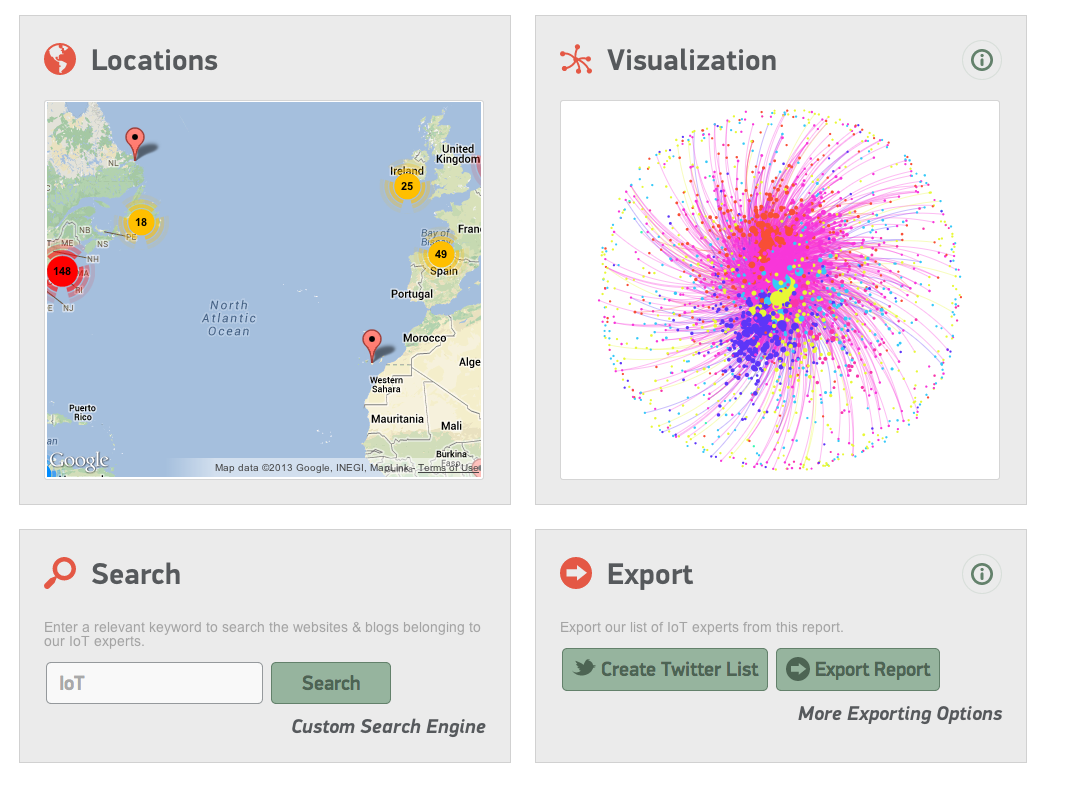 Locations
NL
United
Kingdom
Ireland
25
18
NB
PE
NS
ME
NH
148
RI
NJ
Bay of
49
Spain
Portugal
North
Atlantic
Ocean
Morocco
Western
Sahara
Puerto
Rico
Mauritania
Mali
Burkina
Google
Map data ©2013 Google, INEGI, MapLink - Terms of Use
Visualization
Search
Enter a relevant keyword to search the websites & blogs belonging to
our IoT experts.
IoT
Search
Custom Search Engine
Export
Export our list of IoT experts from this report.
Create Twitter List
Export Report
More Exporting Options